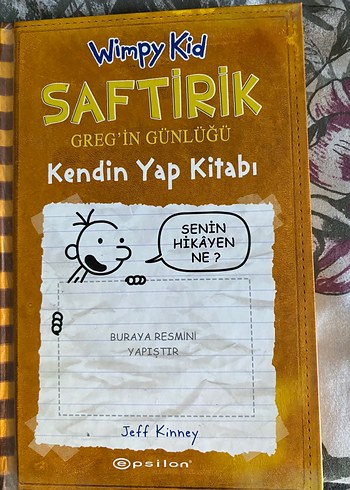 Wimpy Kid
SAFTİRİK
GREG'İN GÜNLÜĞÜ
Kendin Yap Kitabı
SENİN
HİKÂYEN
NE ?
BURAYA RESMİNİ
YAPIŞTIR
Jeff Kinney
epsilon